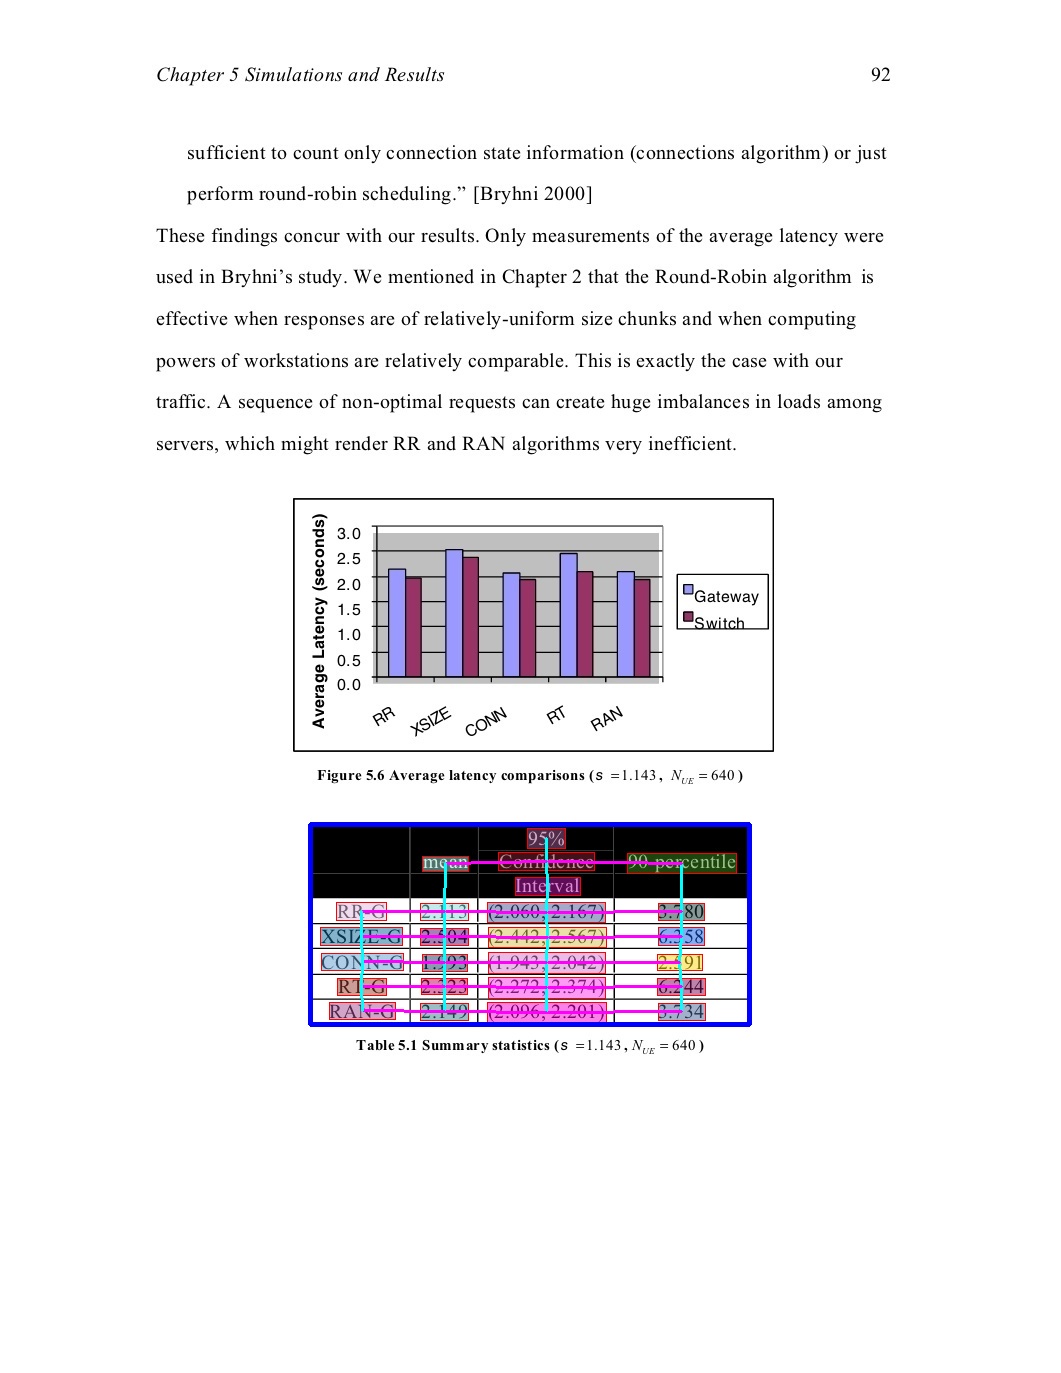 Chapter 5 Simulations and Results 92
sufficient to count only connection state information (connections algorithm) or just
perform round-robin scheduling.” [Bryhni 2000]
These findings concur with our results. Only measurements of the average latency were
used in Bryhni’s study. We mentioned in Chapter 2 that the Round-Robin algorithm is
effective when responses are of relatively-uniform size chunks and when computing
powers of workstations are relatively comparable. This is exactly the case with our
traffic. A sequence of non-optimal requests can create huge imbalances in loads among
servers, which might render RR and RAN algorithms very inefficient.
Average Latency (seconds)
3.0
2.5
2.0
1.5
1.0
0.5
0.0
RR XSIZE CONN RT RAN
Gateway
Switch
Figure 5.6 Average latency comparisons (s =1.143, N_UE = 640)
95%
mean Confidence 90-percentile
Interval
RR-G 2.113 (2.060, 2.167) 3.780
XSIZE-G 2.504 (2.442, 2.567) 6.358
CONN-G 1.993 (1.943, 2.042) 2.591
RT-G 2.323 (2.272, 2.374) 6.244
RAN-G 2.149 (2.096, 2.201) 3.734
Table 5.1 Summary statistics (s =1.143, N_UE = 640)